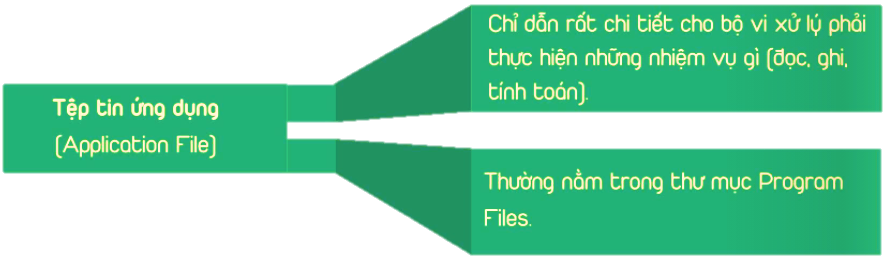 Tệp tin ứng dụng
(Application File)
Chỉ dẫn rất chi tiết cho bộ vi xử lý phải
thực hiện những nhiệm vụ gì (đọc, ghi,
tính toán).
Thường nằm trong thư mục Program
Files.